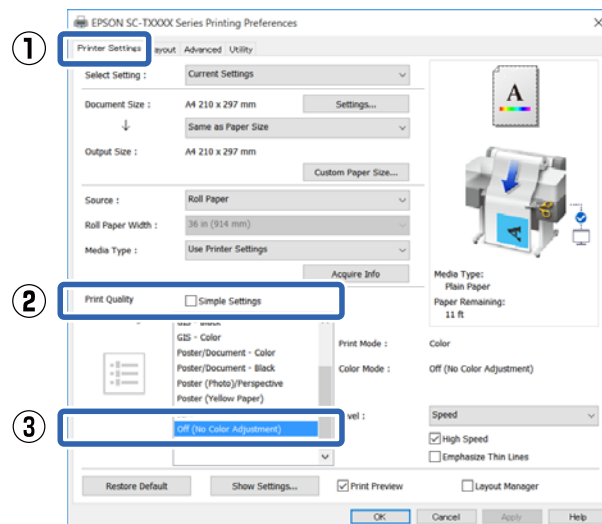 EPSON SC-TXXXX Series Printing Preferences
1
Printer Settings ayout Advanced Utility
Select Setting : Current Settings
Document Size : A4 210 x 297 mm Settings...
Same as Paper Size
Output Size : A4 210 x 297 mm
Custom Paper Size...
Source : Roll Paper
Roll Paper Width : 36 in (914 mm)
Media Type : Use Printer Settings
Acquire Info
A
Media Type:
Plain Paper
Paper Remaining:
11 ft
2
Print Quality Simple Settings
GIS - Color
Poster/Document - Color
Poster/Document - Black
Poster (Photo)/Perspective
Poster (Yellow Paper)
3
Off (No Color Adjustment)
Print Mode : Color
Color Mode : Off (No Color Adjustment)
vel : Speed
High Speed
Emphasize Thin Lines
Restore Default Show Settings... Print Preview Layout Manager
OK Cancel Apply Help